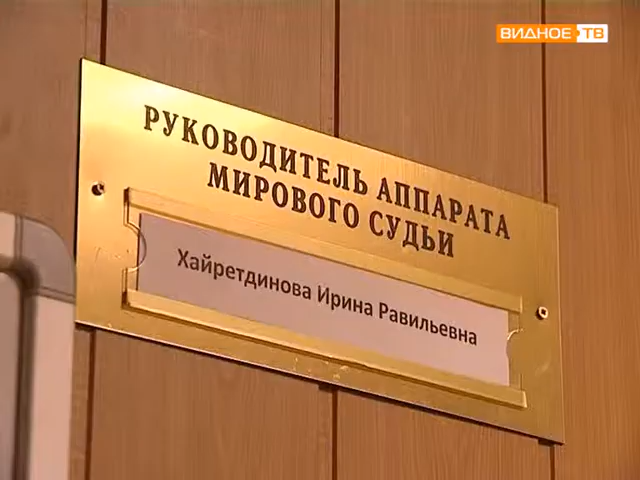 ВИДНОЕ ТВ
РУКОВОДИТЕЛЬ АППАРАТА
МИРОВОГО СУДЬИ
Хайретдинова Ирина Равильевна